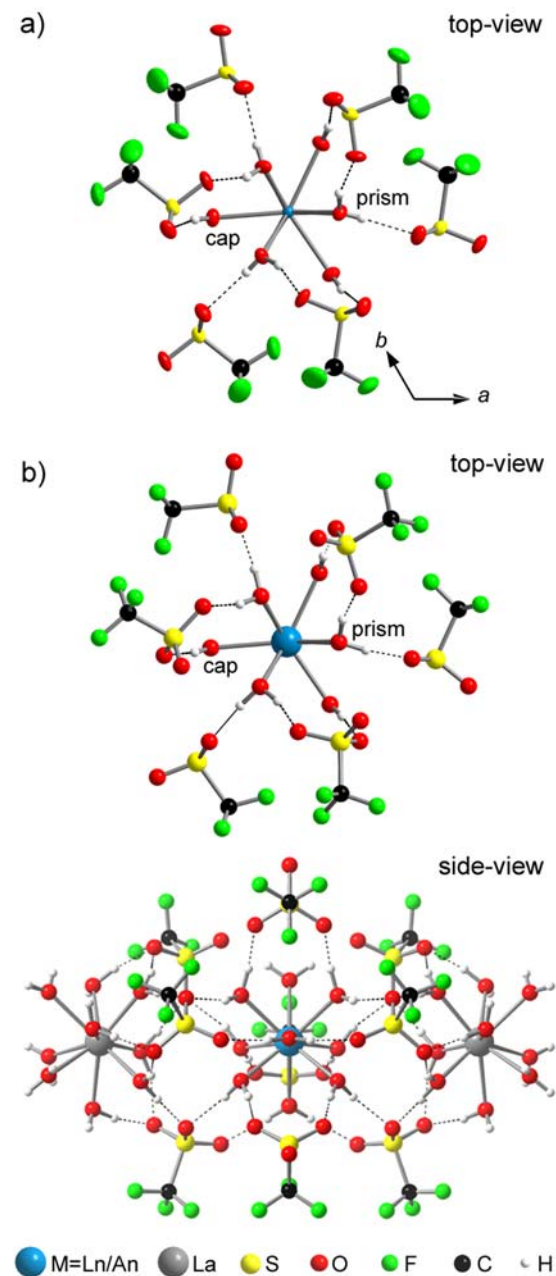 a)
top-view
prism
cap
b
a
b)
top-view
prism
cap
side-view
M=Ln/An La S O F C H